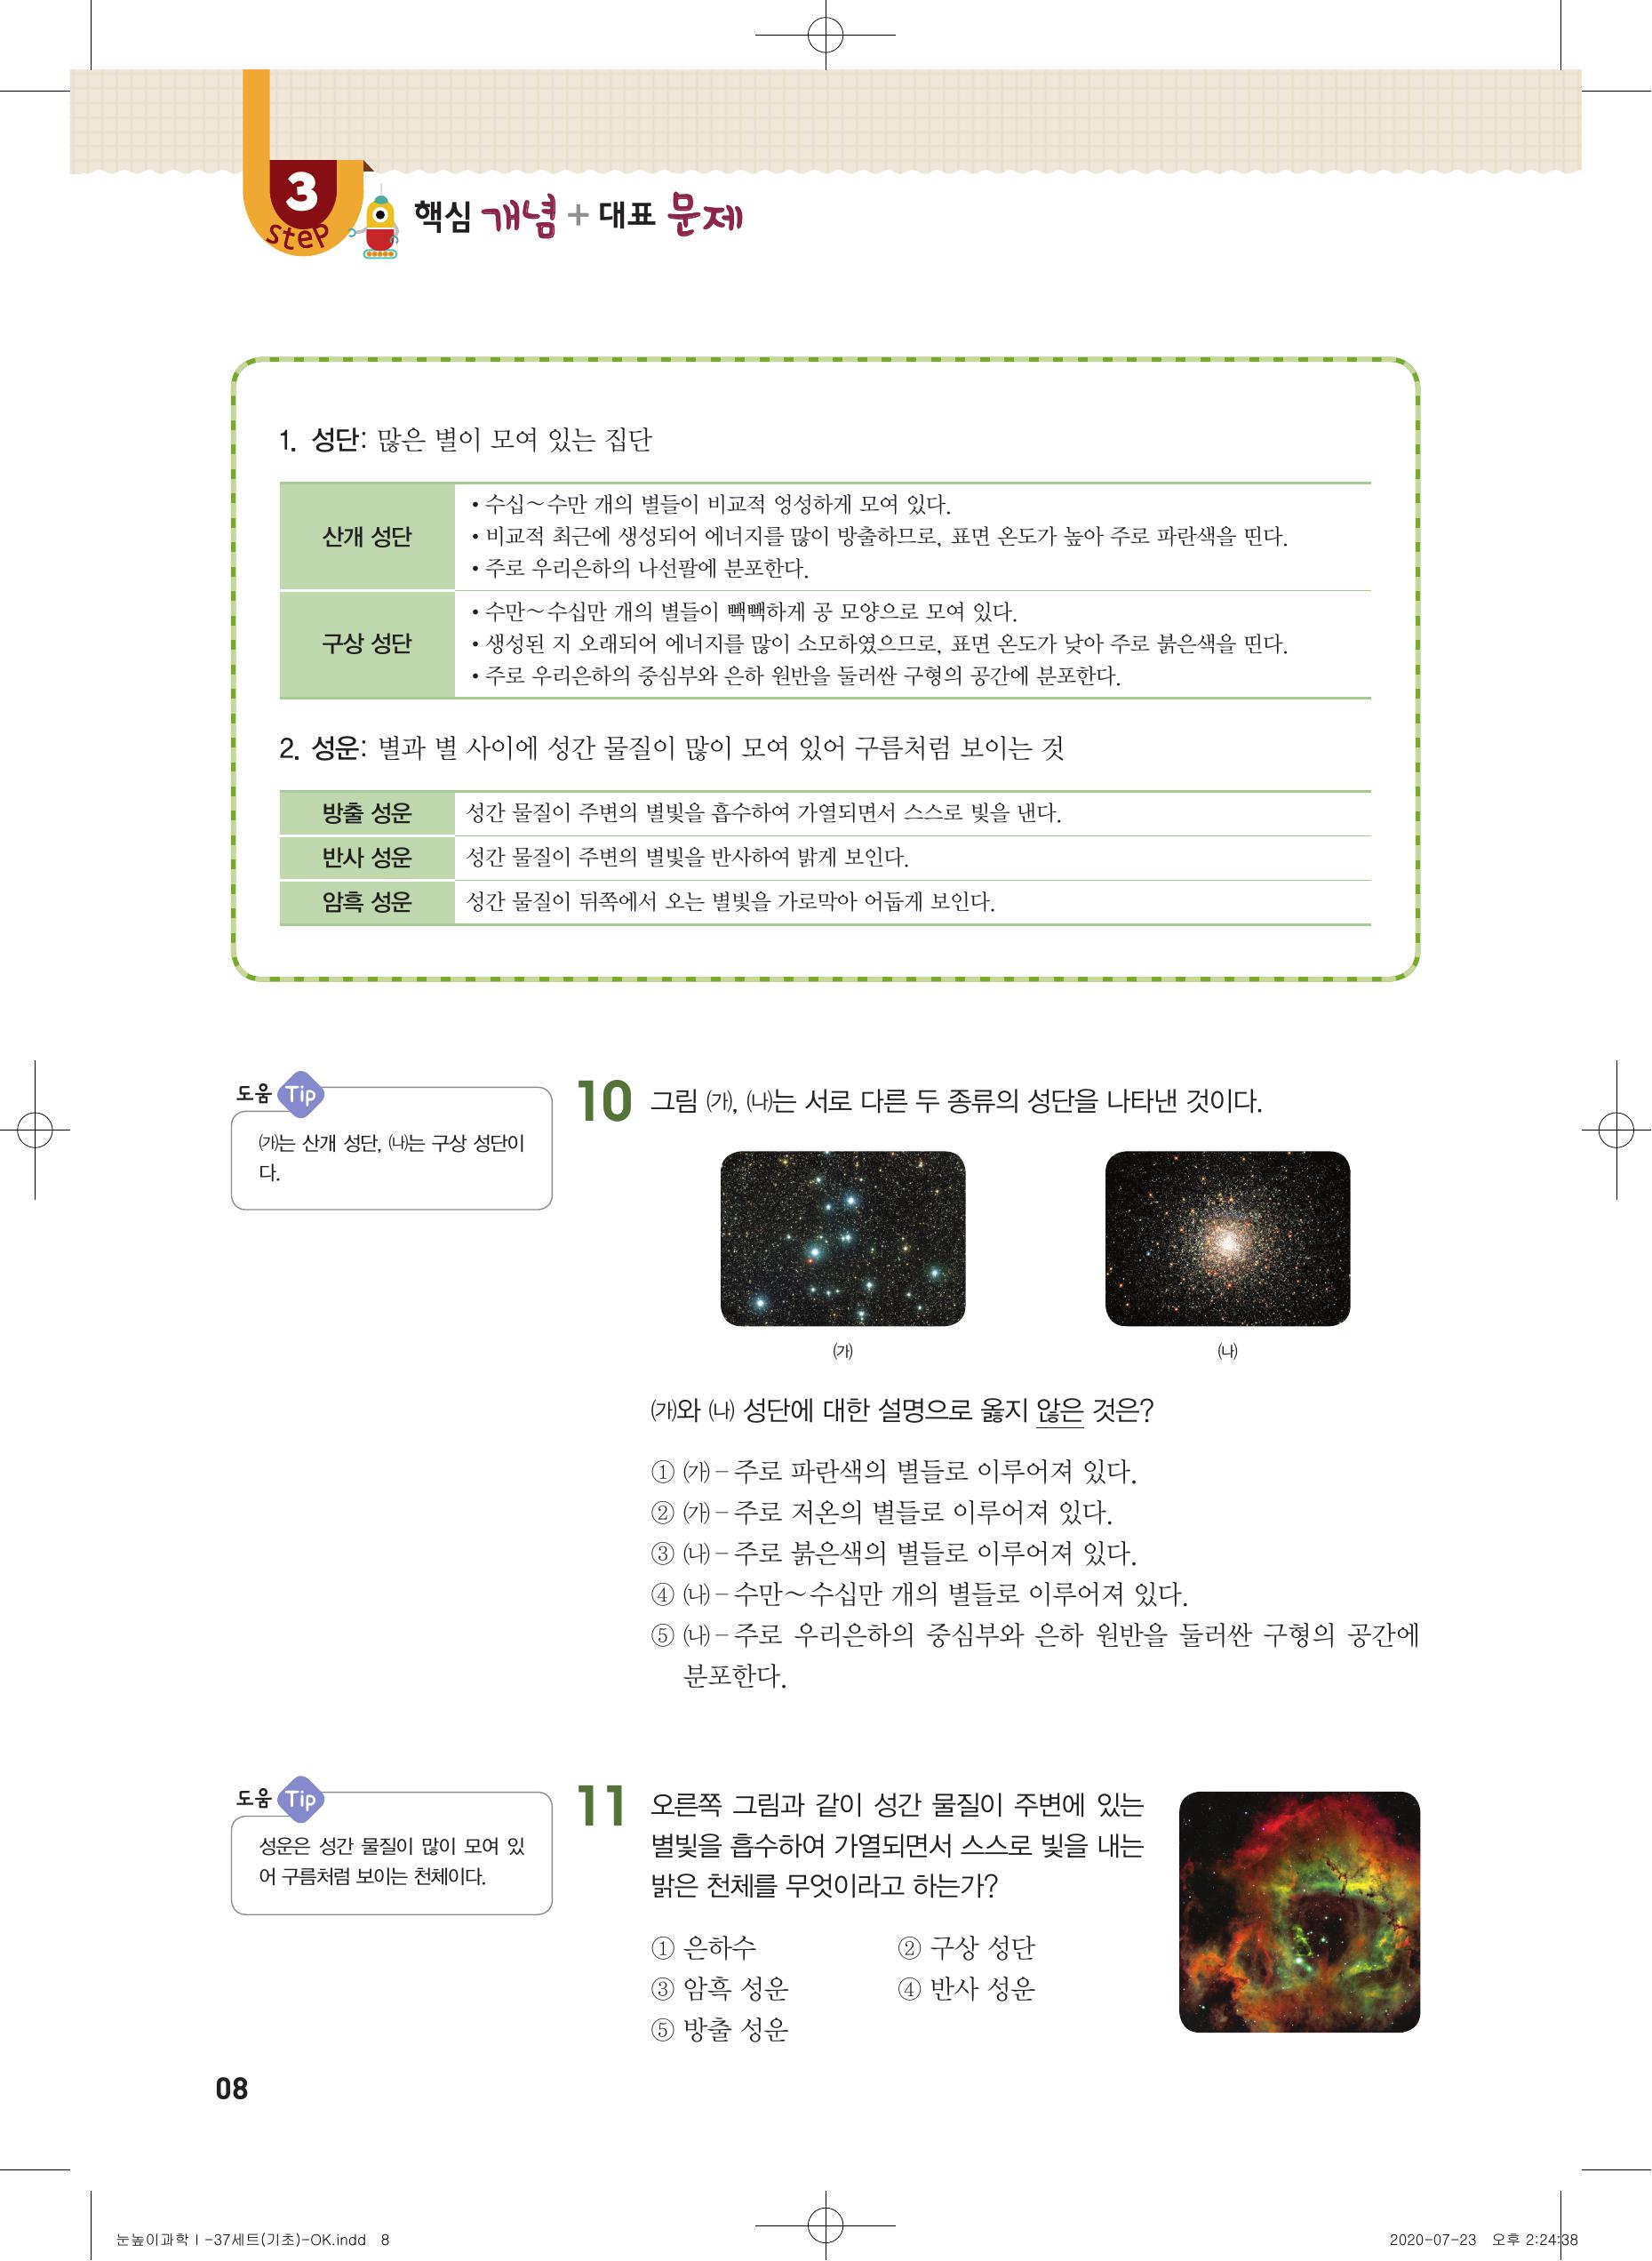 3
step
핵심 개념 + 대표 문제
1. 성단: 많은 별이 모여 있는 집단
산개 성단
• 수십~수만 개의 별들이 비교적 엉성하게 모여 있다.
• 비교적 최근에 생성되어 에너지를 많이 방출하므로, 표면 온도가 높아 주로 파란색을 띤다.
• 주로 우리은하의 나선팔에 분포한다.
구상 성단
• 수만~수십만 개의 별들이 빽빽하게 공 모양으로 모여 있다.
• 생성된 지 오래되어 에너지를 많이 소모하였으므로, 표면 온도가 낮아 주로 붉은색을 띤다.
• 주로 우리은하의 중심부와 은하 원반을 둘러싼 구형의 공간에 분포한다.
2. 성운: 별과 별 사이에 성간 물질이 많이 모여 있어 구름처럼 보이는 것
방출 성운 성간 물질이 주변의 별빛을 흡수하여 가열되면서 스스로 빛을 낸다.
반사 성운 성간 물질이 주변의 별빛을 반사하여 밝게 보인다.
암흑 성운 성간 물질이 뒤쪽에서 오는 별빛을 가로막아 어둡게 보인다.
도움 Tip
㈎는 산개 성단, ㈏는 구상 성단이
다.
10 그림 ㈎, ㈏는 서로 다른 두 종류의 성단을 나타낸 것이다.
㈎ ㈏
㈎와 ㈏ 성단에 대한 설명으로 옳지 않은 것은?
① ㈎ – 주로 파란색의 별들로 이루어져 있다.
② ㈎ – 주로 저온의 별들로 이루어져 있다.
③ ㈏ – 주로 붉은색의 별들로 이루어져 있다.
④ ㈏ – 수만~수십만 개의 별들로 이루어져 있다.
⑤ ㈏ – 주로 우리은하의 중심부와 은하 원반을 둘러싼 구형의 공간에
분포한다.
도움 Tip
성운은 성간 물질이 많이 모여 있
어 구름처럼 보이는 천체이다.
11 오른쪽 그림과 같이 성간 물질이 주변에 있는
별빛을 흡수하여 가열되면서 스스로 빛을 내는
밝은 천체를 무엇이라고 하는가?
① 은하수 ② 구상 성단
③ 암흑 성운 ④ 반사 성운
⑤ 방출 성운
08
눈높이과학Ⅰ-37세트(기초)-OK.indd 8
2020-07-23 오후 2:24:38